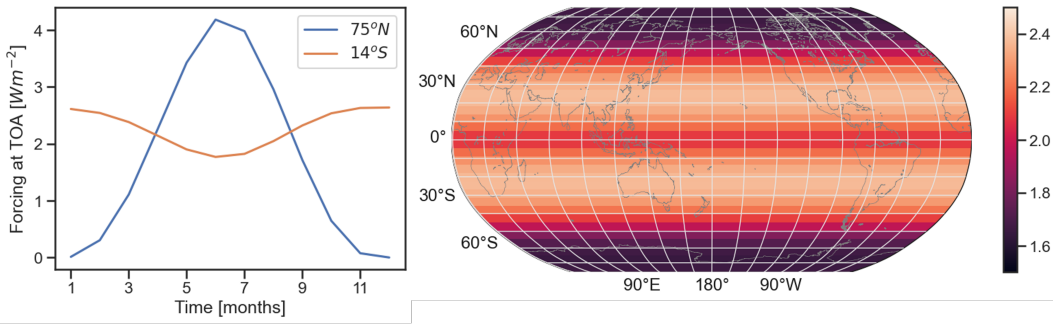 Forcing at TOA [Wm⁻²]
4
3
2
1
0
75°N
14°S
1 3 5 7 9 11
Time [months]
60°N
30°N
0°
30°S
60°S
90°E 180° 90°W
2.4
2.2
2.0
1.8
1.6